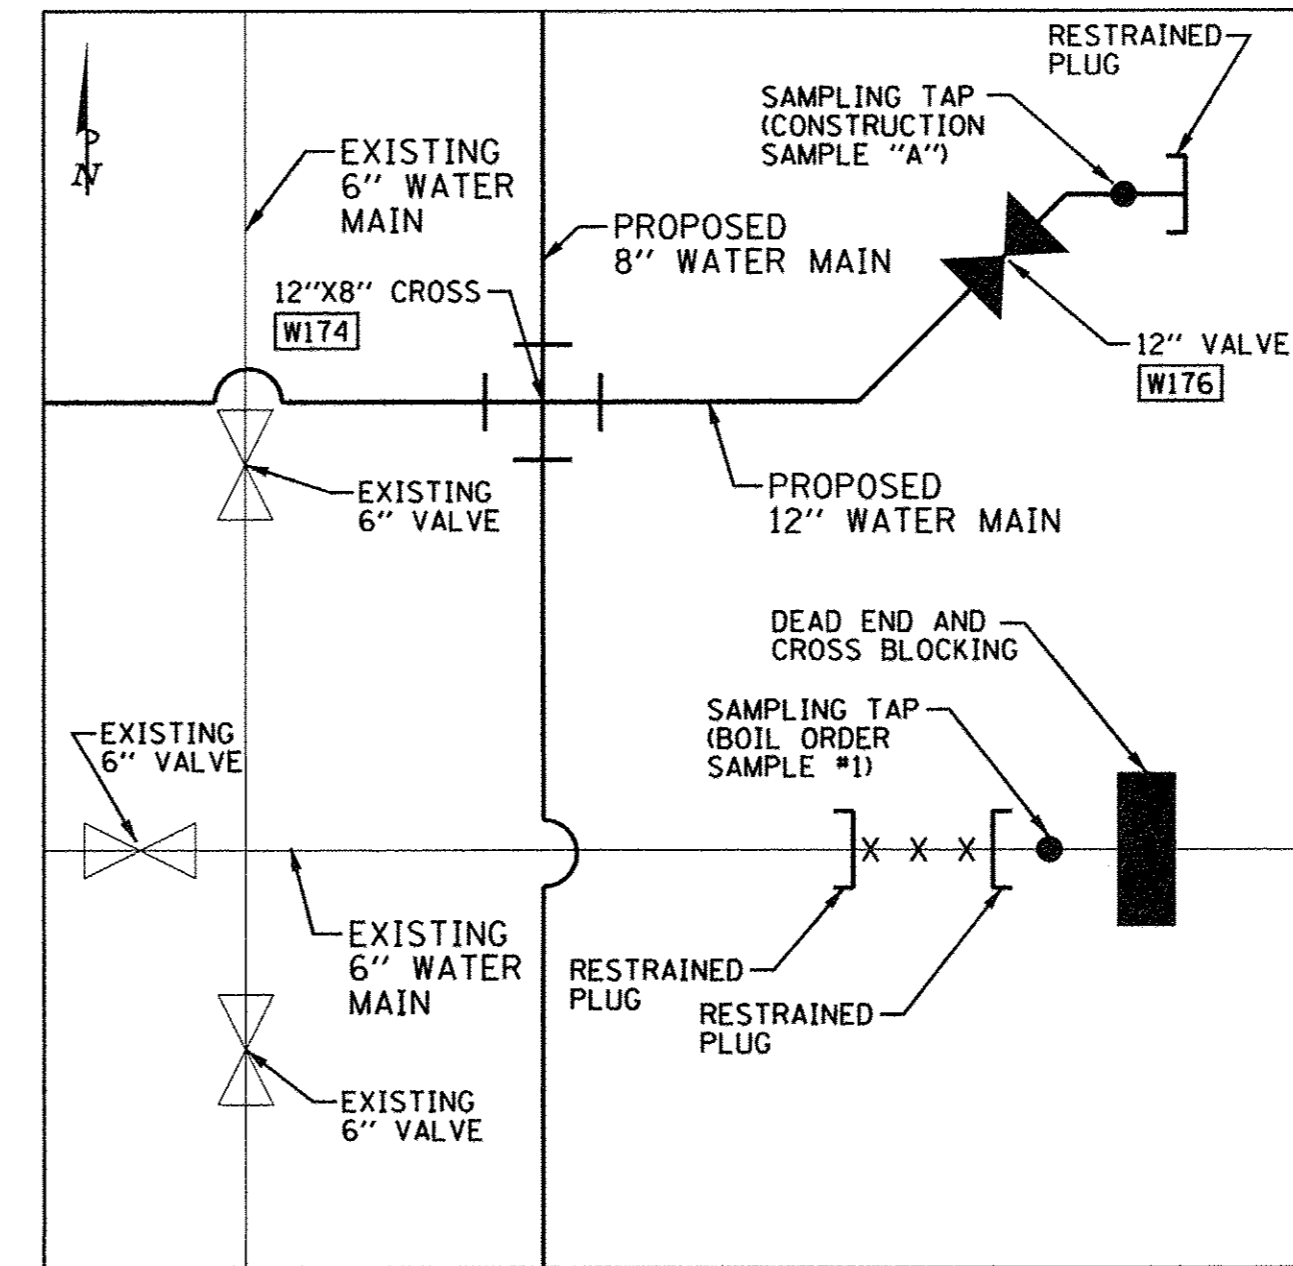 RESTRAINED
PLUG
SAMPLING TAP
(CONSTRUCTION
SAMPLE "A")
N
EXISTING
6" WATER
MAIN
PROPOSED
8" WATER MAIN
12"X8" CROSS
W174
12" VALVE
W176
EXISTING
6" VALVE
PROPOSED
12" WATER MAIN
DEAD END AND
CROSS BLOCKING
SAMPLING TAP
(BOIL ORDER
SAMPLE #1)
EXISTING
6" VALVE
X X X
EXISTING
6" WATER
MAIN
RESTRAINED
PLUG
RESTRAINED
PLUG
EXISTING
6" VALVE